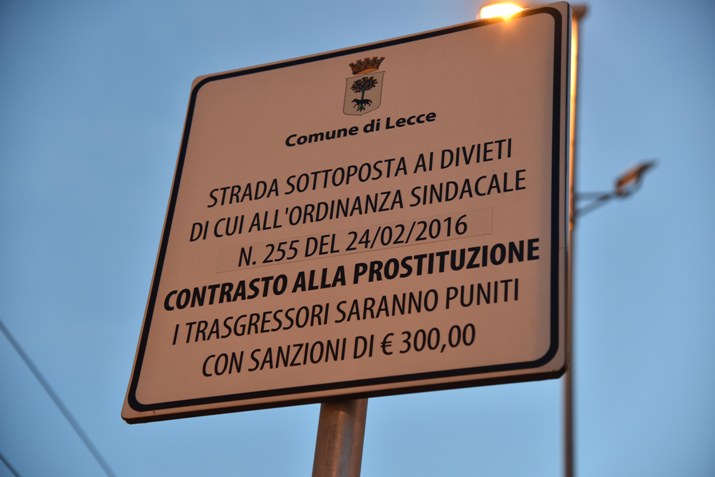 Comune di Lecce
STRADA SOTTOPOSTA AI DIVIETI
DI CUI ALL'ORDINANZA SINDACALE
N. 255 DEL 24/02/2016
CONTRASTO ALLA PROSTITUZIONE
I TRASGRESSORI SARANNO PUNITI
CON SANZIONI DI € 300,00